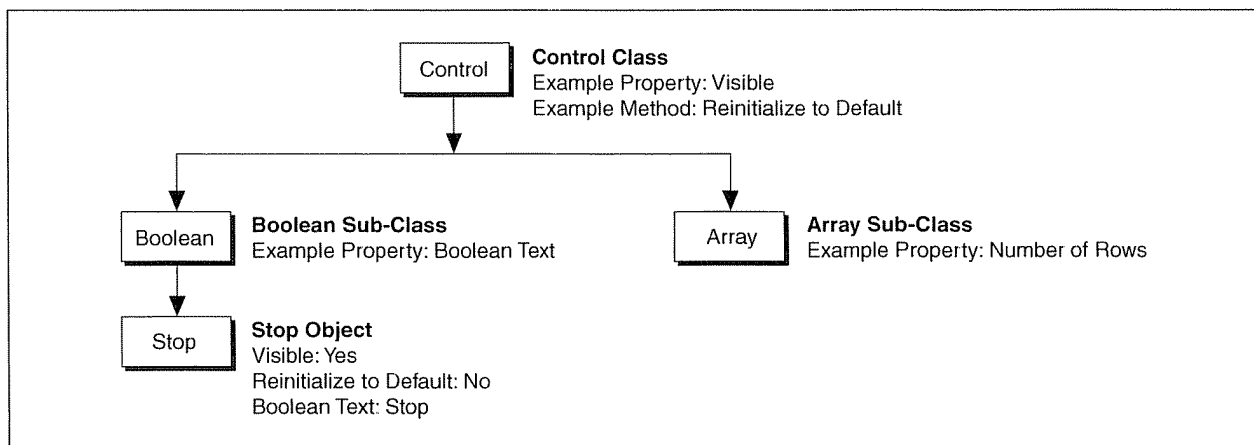 Control
Control Class
Example Property: Visible
Example Method: Reinitialize to Default
Boolean
Boolean Sub-Class
Example Property: Boolean Text
Array
Array Sub-Class
Example Property: Number of Rows
Stop
Stop Object
Visible: Yes
Reinitialize to Default: No
Boolean Text: Stop